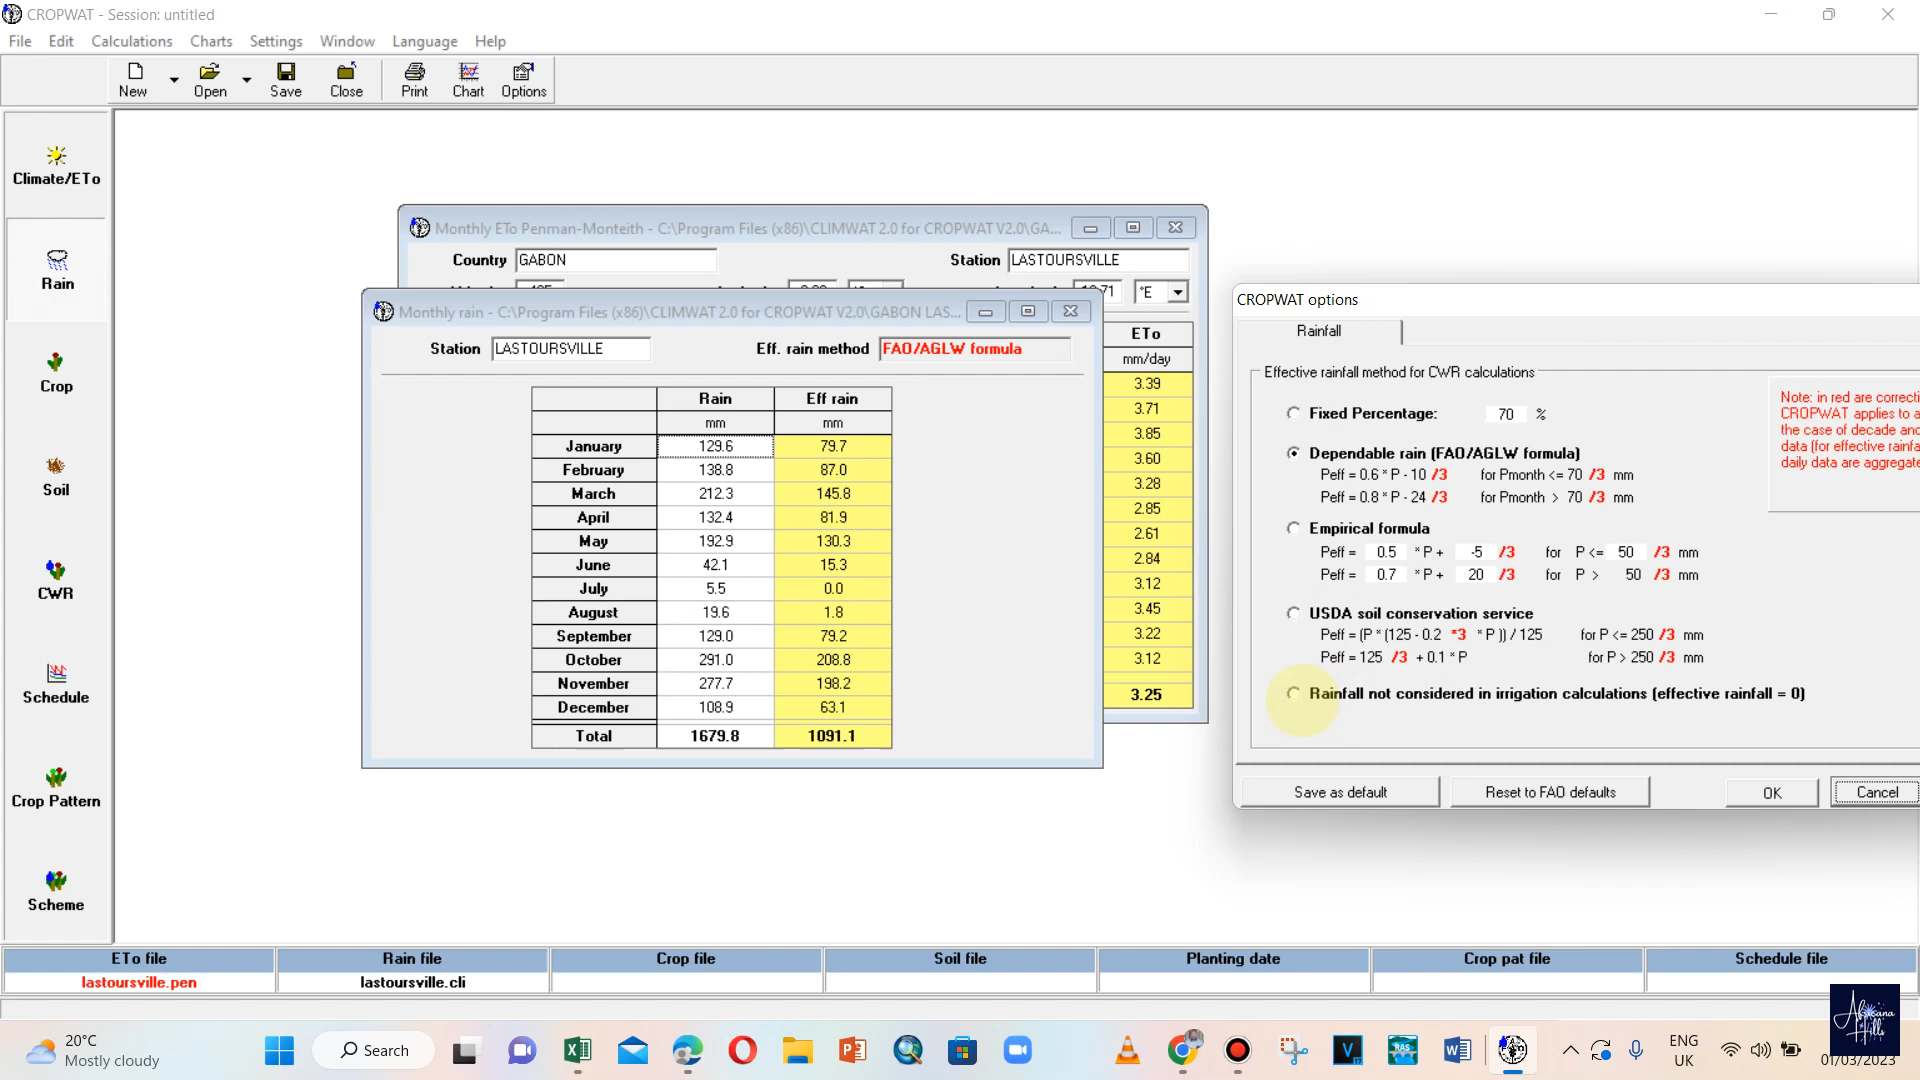 CROPWAT - Session: untitled
File Edit Calculations Charts Settings Window Language Help
New Open Save Close Print Chart Options
Climate/ETo
Rain
Crop
Soil
CWR
Schedule
Crop Pattern
Scheme
Monthly ETo Penman-Monteith - C:\Program Files (x86)\CLIMWAT 2.0 for CROPWAT V2.0\GA...
Country GABON Station LASTOURSVILLE
°E
ETo
mm/day
3.39
3.71
3.85
3.60
3.28
2.85
2.61
2.84
3.12
3.45
3.22
3.12
3.25
Monthly rain - C:\Program Files (x86)\CLIMWAT 2.0 for CROPWAT V2.0\GABON LAS...
Station LASTOURSVILLE Eff. rain method FAO/AGLW formula
Rain Eff rain
mm mm
January 129.6 79.7
February 138.8 87.0
March 212.3 145.8
April 132.4 81.9
May 192.9 130.3
June 42.1 15.3
July 5.5 0.0
August 19.6 1.8
September 129.0 79.2
October 291.0 208.8
November 277.7 198.2
December 108.9 63.1
Total 1679.8 1091.1
CROPWAT options
Rainfall
Effective rainfall method for CWR calculations
Fixed Percentage: 70 %
Dependable rain (FAO/AGLW formula)
Peff = 0.6 * P - 10 /3 for Pmonth <= 70 /3 mm
Peff = 0.8 * P - 24 /3 for Pmonth > 70 /3 mm
Empirical formula
Peff = 0.5 * P + -5 /3 for P <= 50 /3 mm
Peff = 0.7 * P + 20 /3 for P > 50 /3 mm
USDA soil conservation service
Peff = (P * (125 - 0.2 *3 * P )) / 125 for P <= 250 /3 mm
Peff = 125 /3 + 0.1 * P for P > 250 /3 mm
Rainfall not considered in irrigation calculations (effective rainfall = 0)
Note: in red are correcti
CROPWAT applies to a
the case of decade and
data (for effective rainfa
daily data are aggregate
Save as default Reset to FAO defaults OK Cancel
ETo file Rain file Crop file Soil file Planting date Crop pat file Schedule file
lastoursville.pen lastoursville.cli
Africana
Hills
20°C
Mostly cloudy
Search
ENG
UK
01/03/2023